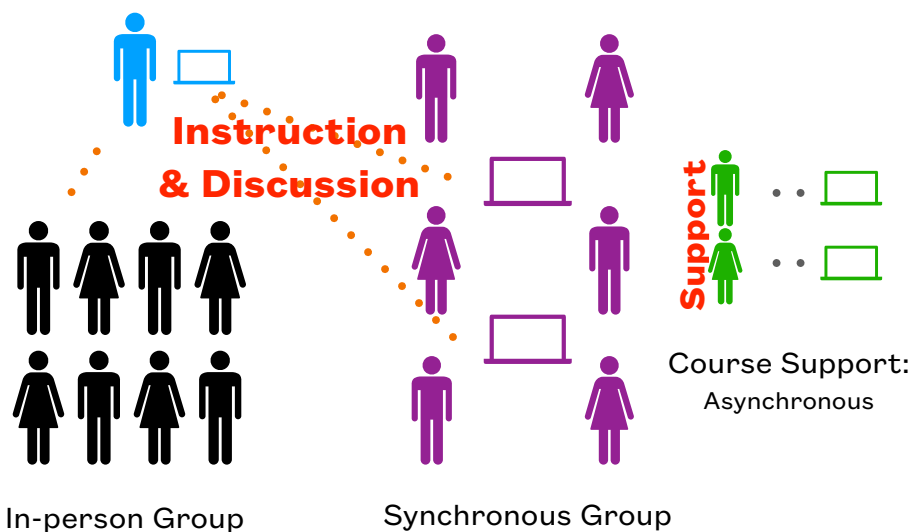 Instruction
& Discussion
Support
Course Support:
Asynchronous
In-person Group
Synchronous Group